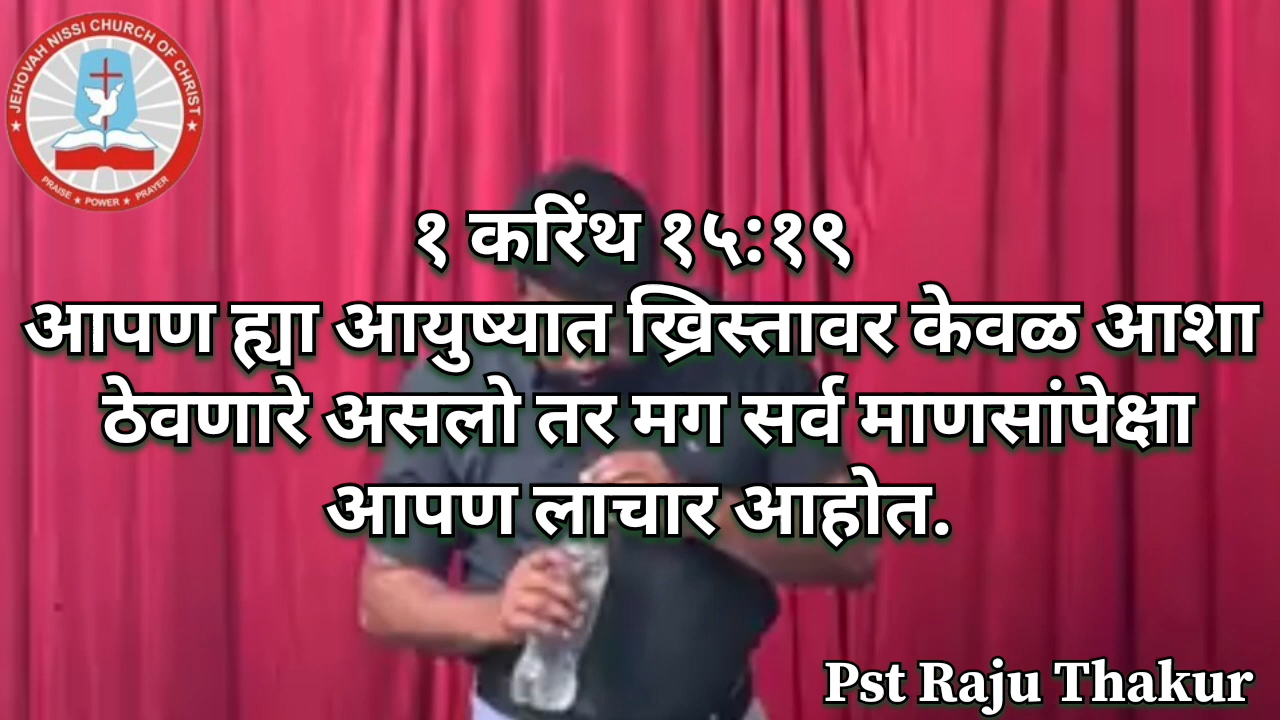 JEHOVAH NISSI CHURCH OF CHRIST
PRAISE ★ POWER ★ PRAYER
१ करिंथ १५:१९
आपण ह्या आयुष्यात ख्रिस्तावर केवळ आशा
ठेवणारे असलो तर मग सर्व माणसांपेक्षा
आपण लाचार आहोत.
Pst Raju Thakur